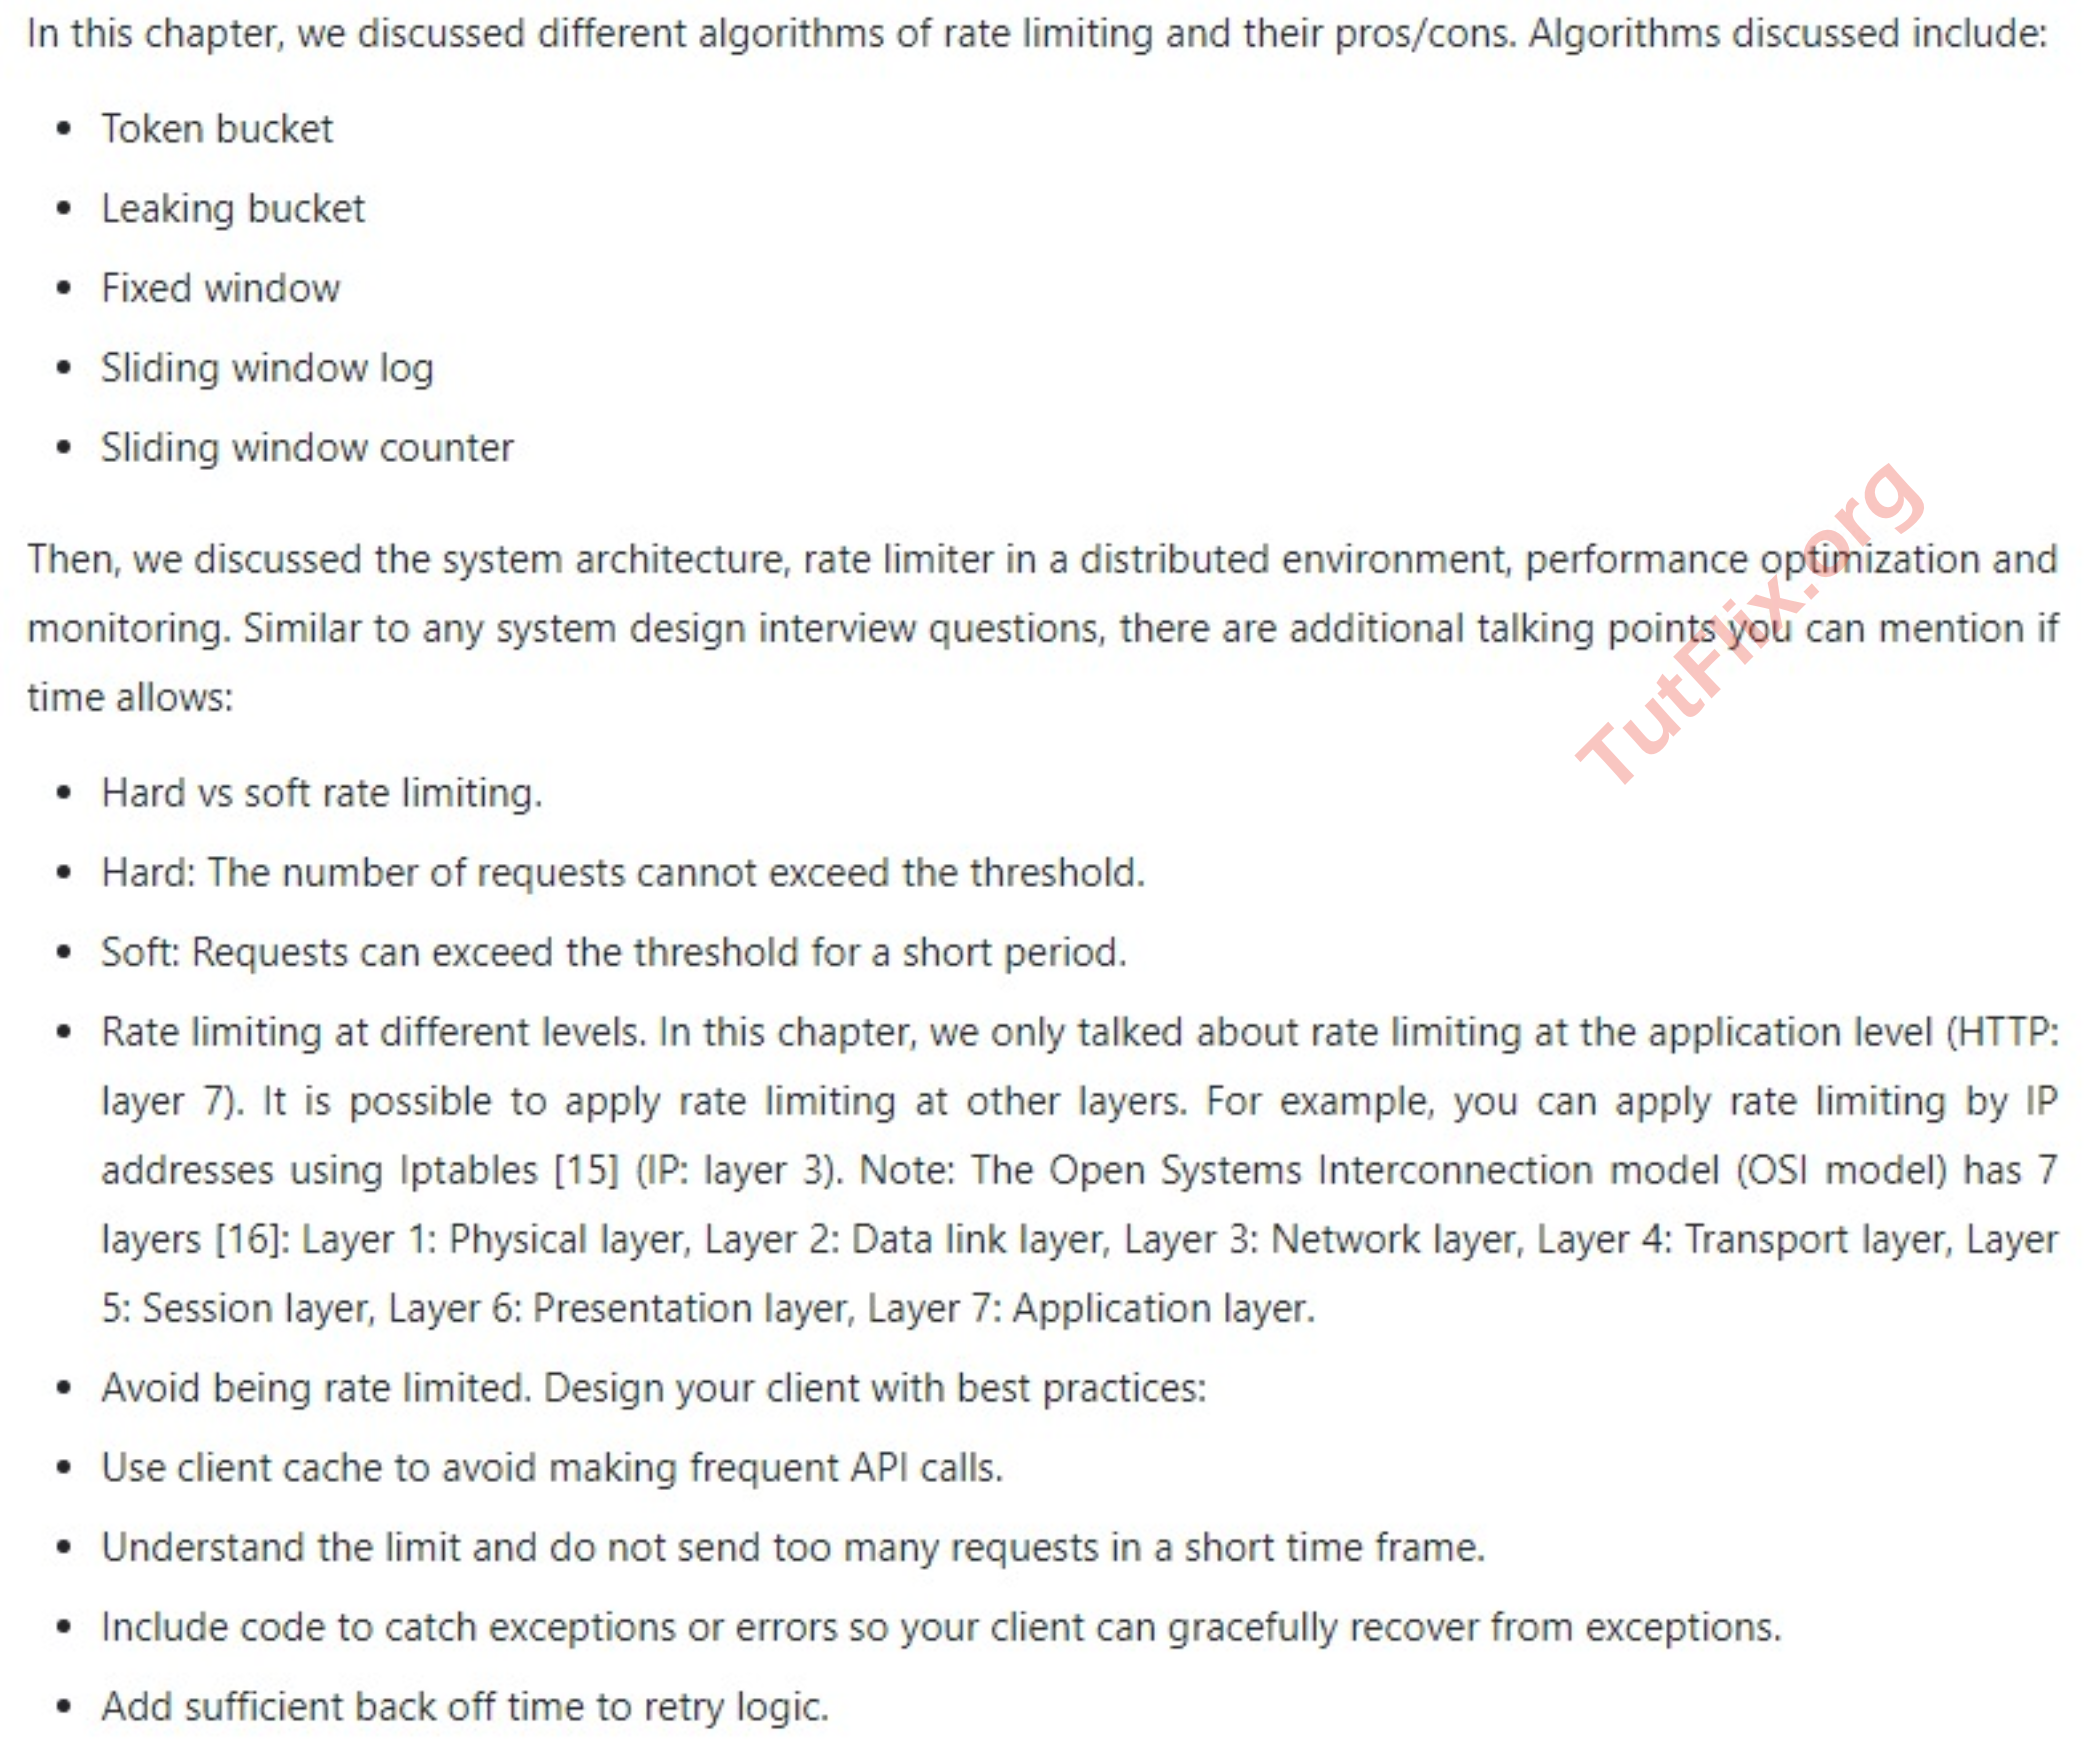 In this chapter, we discussed different algorithms of rate limiting and their pros/cons. Algorithms discussed include:
• Token bucket
• Leaking bucket
• Fixed window
• Sliding window log
• Sliding window counter
Then, we discussed the system architecture, rate limiter in a distributed environment, performance optimization and
monitoring. Similar to any system design interview questions, there are additional talking points you can mention if
time allows:
• Hard vs soft rate limiting.
• Hard: The number of requests cannot exceed the threshold.
• Soft: Requests can exceed the threshold for a short period.
• Rate limiting at different levels. In this chapter, we only talked about rate limiting at the application level (HTTP:
layer 7). It is possible to apply rate limiting at other layers. For example, you can apply rate limiting by IP
addresses using Iptables [15] (IP: layer 3). Note: The Open Systems Interconnection model (OSI model) has 7
layers [16]: Layer 1: Physical layer, Layer 2: Data link layer, Layer 3: Network layer, Layer 4: Transport layer, Layer
5: Session layer, Layer 6: Presentation layer, Layer 7: Application layer.
• Avoid being rate limited. Design your client with best practices:
• Use client cache to avoid making frequent API calls.
• Understand the limit and do not send too many requests in a short time frame.
• Include code to catch exceptions or errors so your client can gracefully recover from exceptions.
• Add sufficient back off time to retry logic.
TutFlix.org